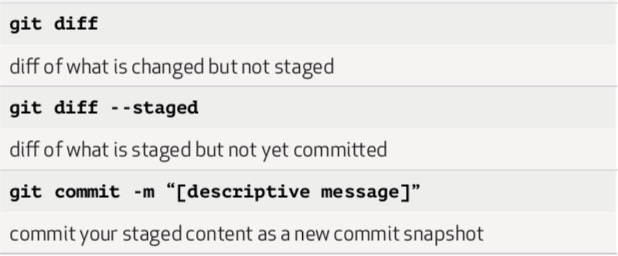 git diff
diff of what is changed but not staged
git diff --staged
diff of what is staged but not yet committed
git commit -m “[descriptive message]”
commit your staged content as a new commit snapshot